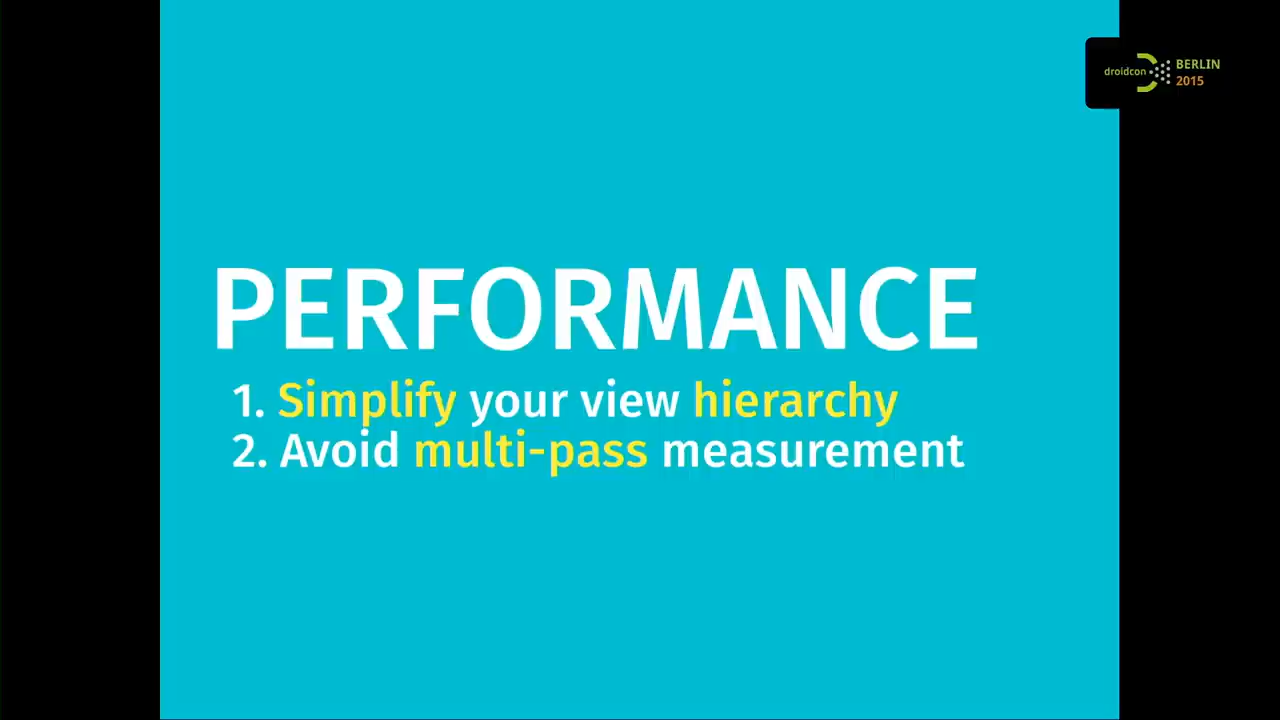 droidcon
BERLIN
2015
PERFORMANCE
1. Simplify your view hierarchy
2. Avoid multi-pass measurement